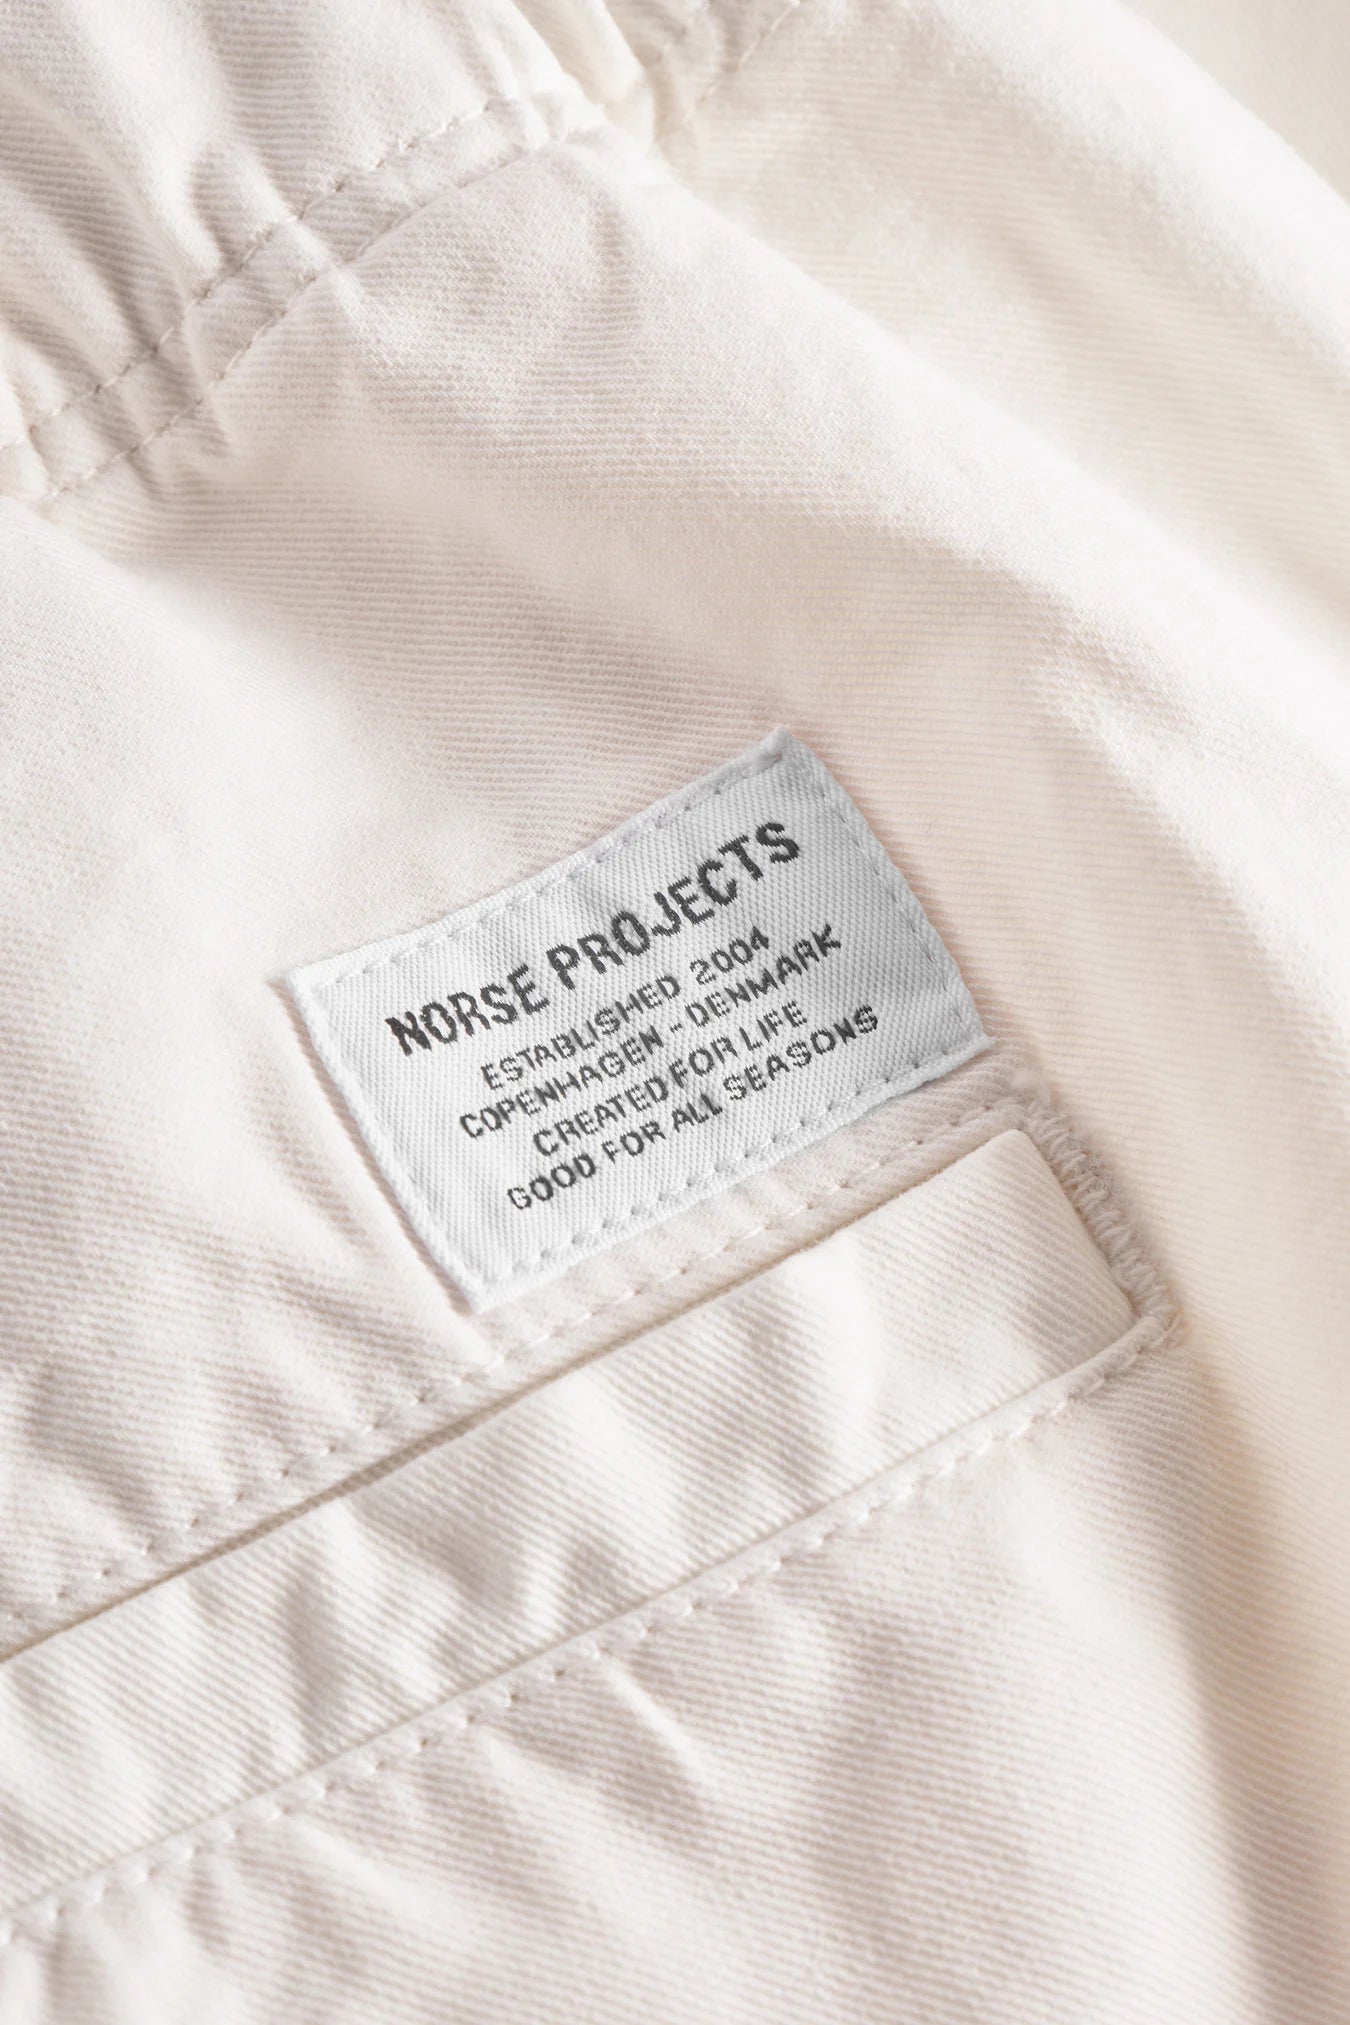 NORSE PROJECTS
ESTABLISHED 2004
COPENHAGEN - DENMARK
CREATED FOR LIFE
GOOD FOR ALL SEASONS